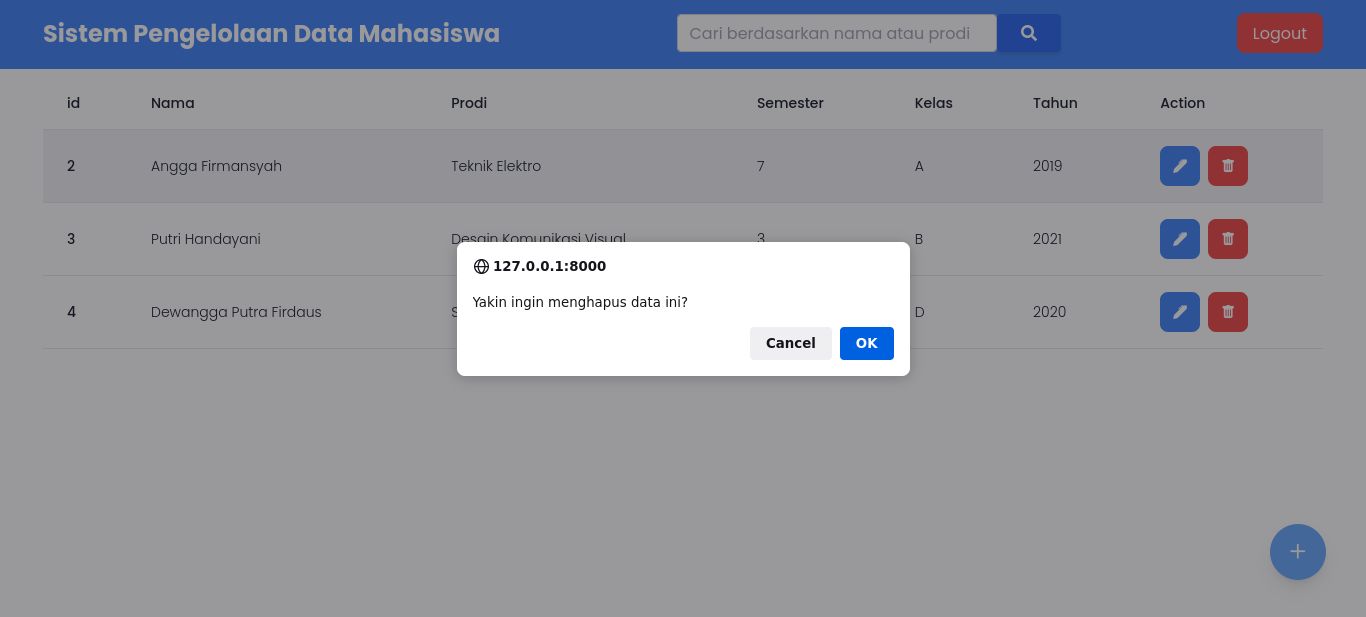 Sistem Pengelolaan Data Mahasiswa Cari berdasarkan nama atau prodi Logout
id Nama Prodi Semester Kelas Tahun Action
2 Angga Firmansyah Teknik Elektro 7 A 2019
3 Putri Handayani Desain Komunikasi Visual 3 B 2021
127.0.0.1:8000
Yakin ingin menghapus data ini?
4 Dewangga Putra Firdaus D 2020
Cancel OK
+